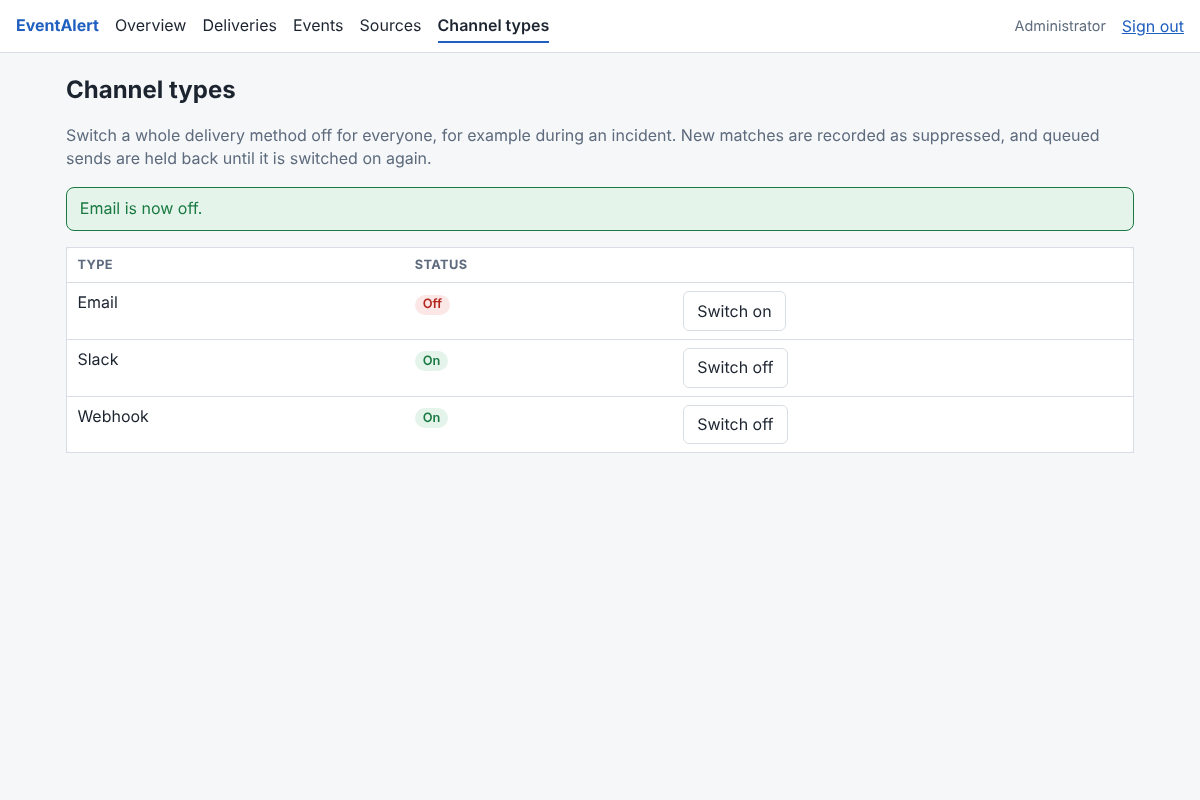 EventAlert Overview Deliveries Events Sources Channel types Administrator Sign out
Channel types
Switch a whole delivery method off for everyone, for example during an incident. New matches are recorded as suppressed, and queued
sends are held back until it is switched on again.
Email is now off.
TYPE STATUS
Email Off Switch on
Slack On Switch off
Webhook On Switch off